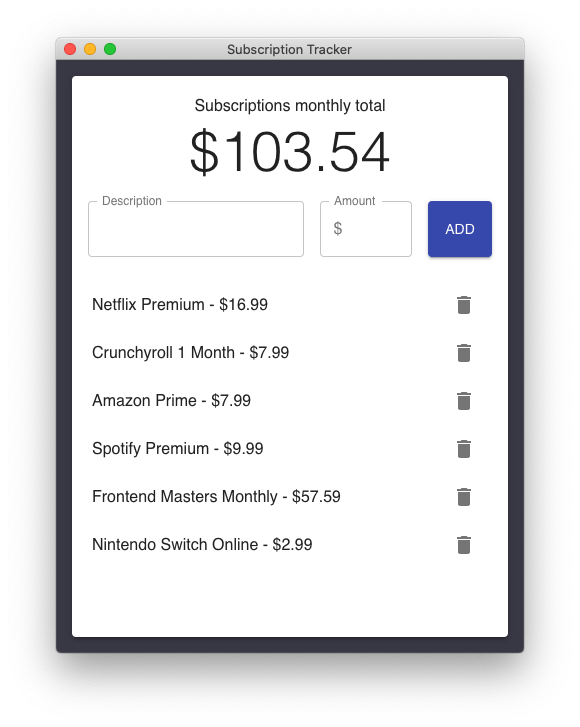 Subscription Tracker
Subscriptions monthly total
$103.54
Description
Amount
$
ADD
Netflix Premium - $16.99
Crunchyroll 1 Month - $7.99
Amazon Prime - $7.99
Spotify Premium - $9.99
Frontend Masters Monthly - $57.59
Nintendo Switch Online - $2.99